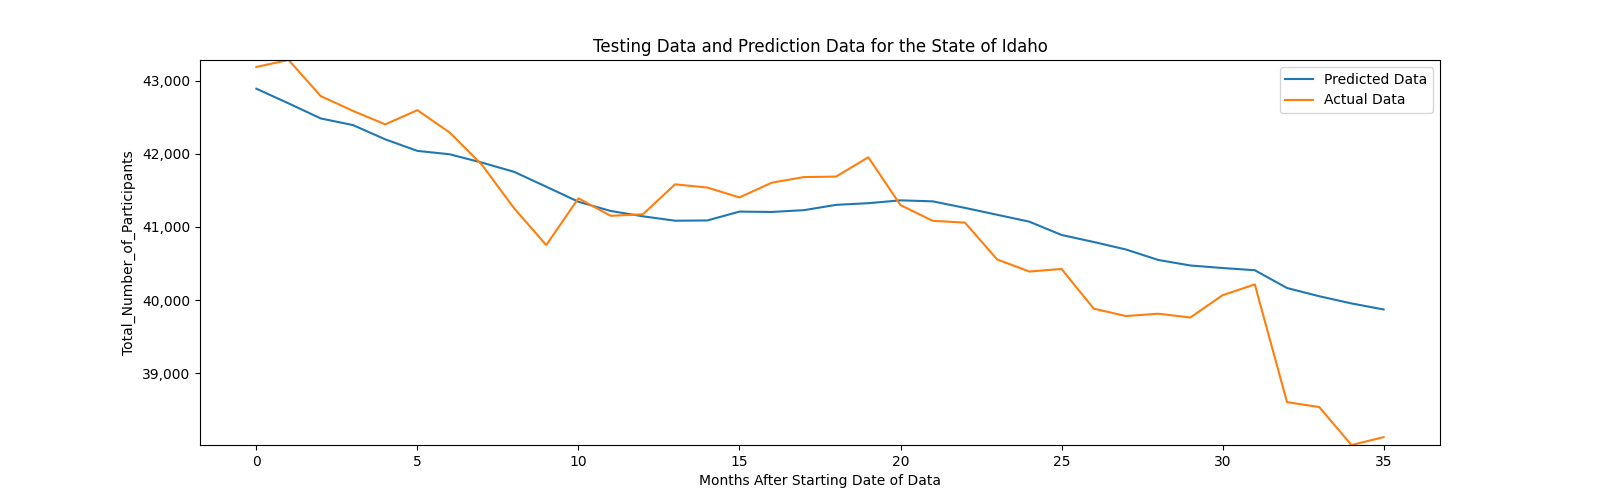 Testing Data and Prediction Data for the State of Idaho
Predicted Data
Actual Data
Total_Number_of_Participants
43,000
42,000
41,000
40,000
39,000
0 5 10 15 20 25 30 35
Months After Starting Date of Data